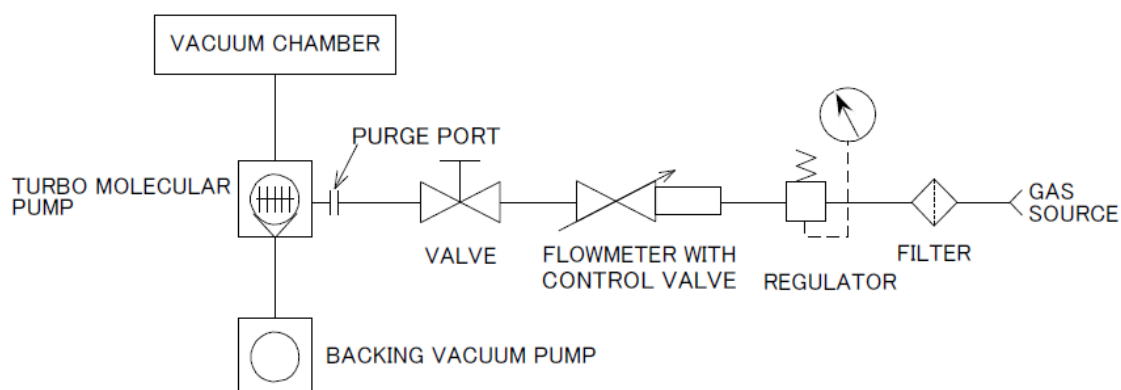 VACUUM CHAMBER
PURGE PORT
TURBO MOLECULAR
PUMP
GAS
SOURCE
VALVE
FLOWMETER WITH
CONTROL VALVE
REGULATOR
FILTER
BACKING VACUUM PUMP